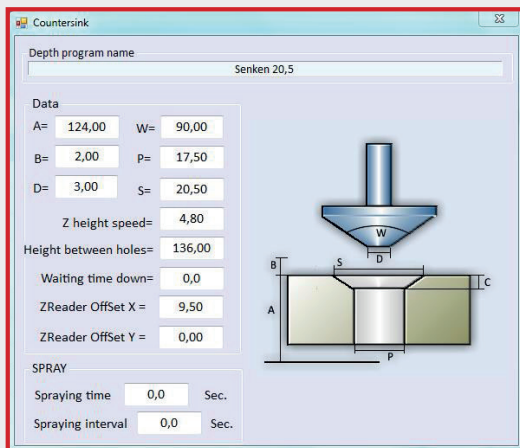 Countersink
Depth program name
Senken 20,5
Data
A= 124,00 W= 90,00
B= 2,00 P= 17,50
D= 3,00 S= 20,50
Z height speed= 4,80
Height between holes= 136,00
Waiting time down= 0,0
ZReader OffSet X = 9,50
ZReader OffSet Y = 0,00
SPRAY
Spraying time 0,0 Sec.
Spraying interval 0,0 Sec.
W
D
B S
C
A
P